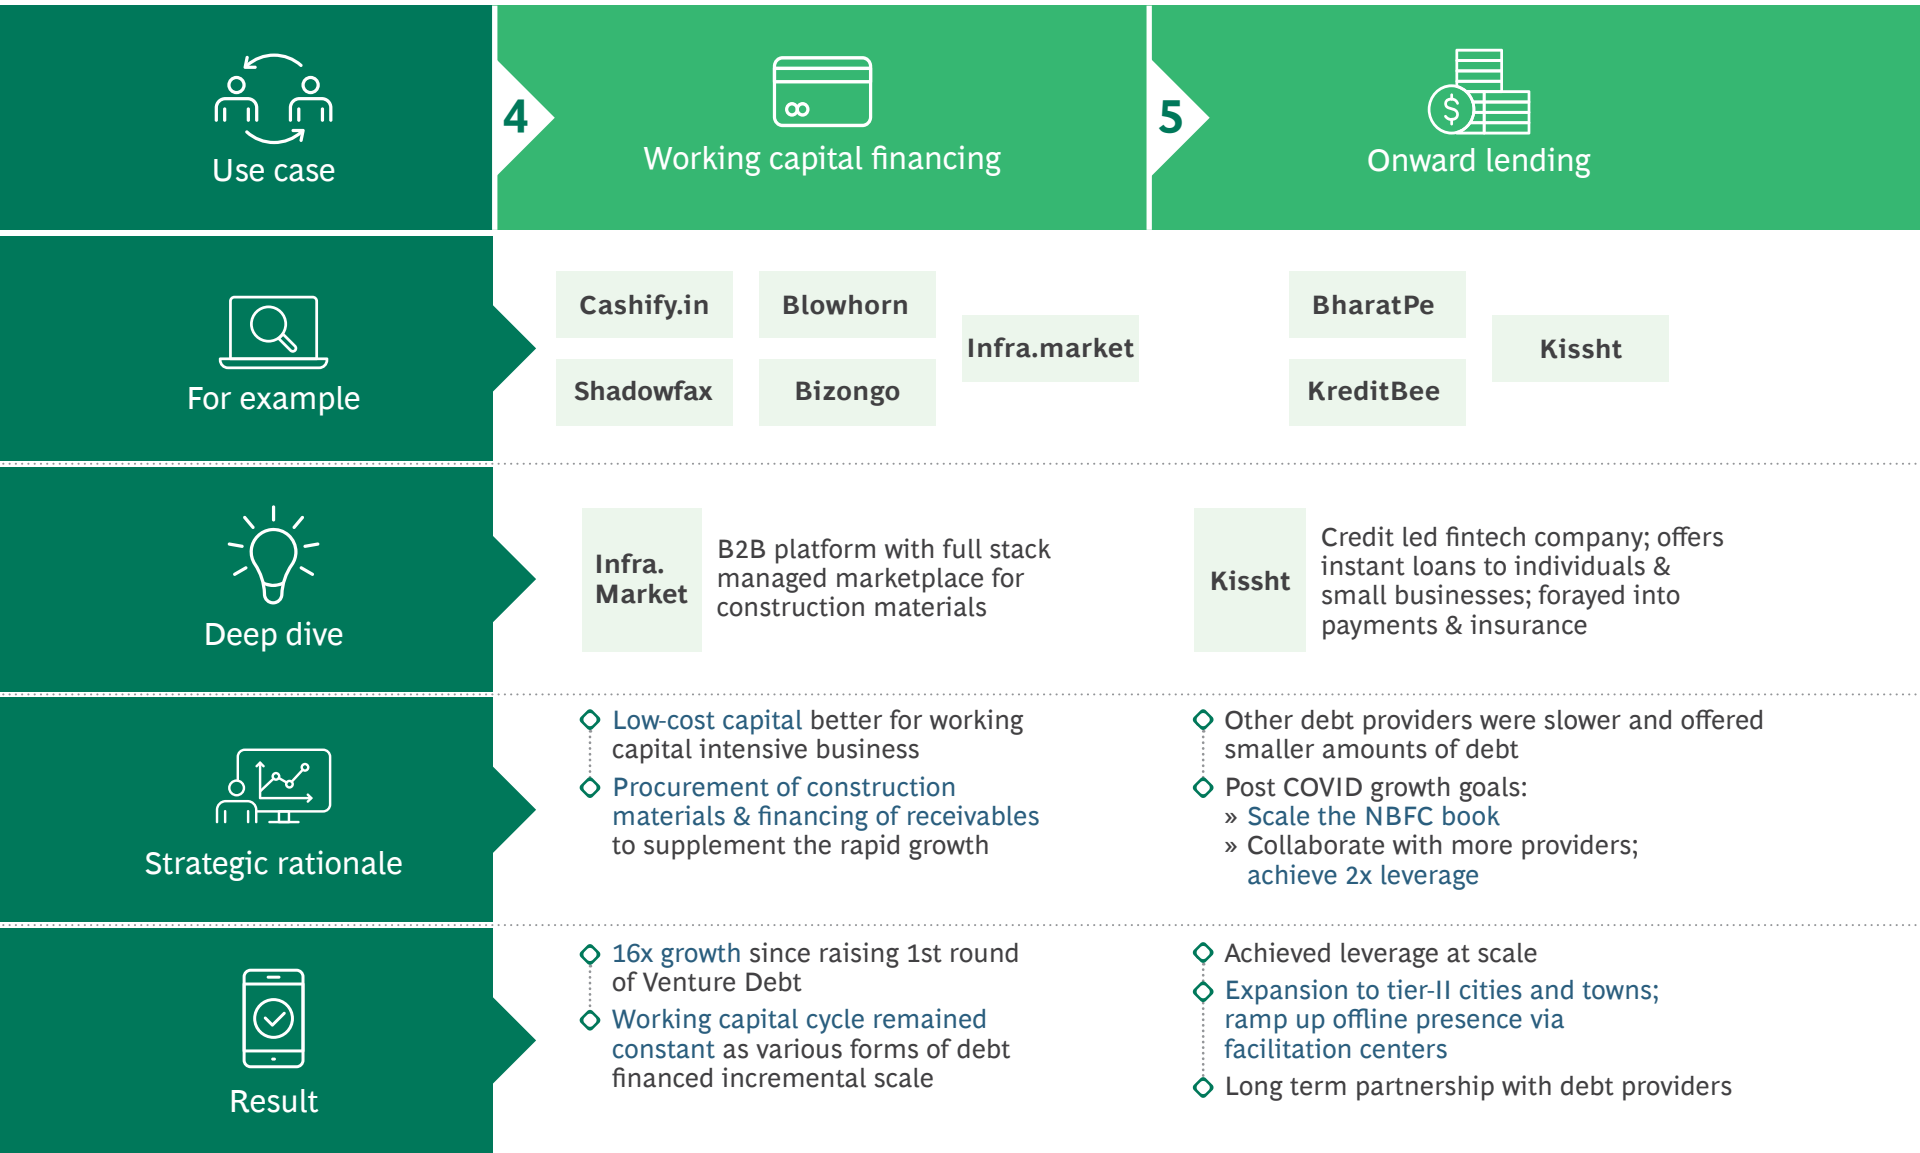 Use case
4
Working capital financing
5
Onward lending
For example
Cashify.in
Blowhorn
Infra.market
Shadowfax
Bizongo
BharatPe
Kissht
KreditBee
Deep dive
Infra.
Market
B2B platform with full stack
managed marketplace for
construction materials
Kissht
Credit led fintech company; offers
instant loans to individuals &
small businesses; forayed into
payments & insurance
Strategic rationale
Low-cost capital better for working
capital intensive business
Procurement of construction
materials & financing of receivables
to supplement the rapid growth
Other debt providers were slower and offered
smaller amounts of debt
Post COVID growth goals:
» Scale the NBFC book
» Collaborate with more providers;
achieve 2x leverage
Result
16x growth since raising 1st round
of Venture Debt
Working capital cycle remained
constant as various forms of debt
financed incremental scale
Achieved leverage at scale
Expansion to tier-II cities and towns;
ramp up offline presence via
facilitation centers
Long term partnership with debt providers